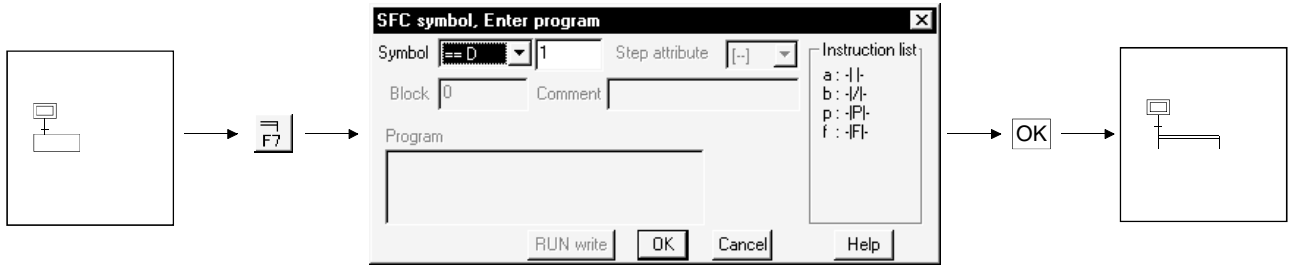 SFC symbol, Enter program
Symbol == D 1 Step attribute [--]
Block 0 Comment
Program
Instruction list
a : -| |-
b : -|/|-
p : -|P|-
f : -|F|-
RUN write OK Cancel Help
F7
OK